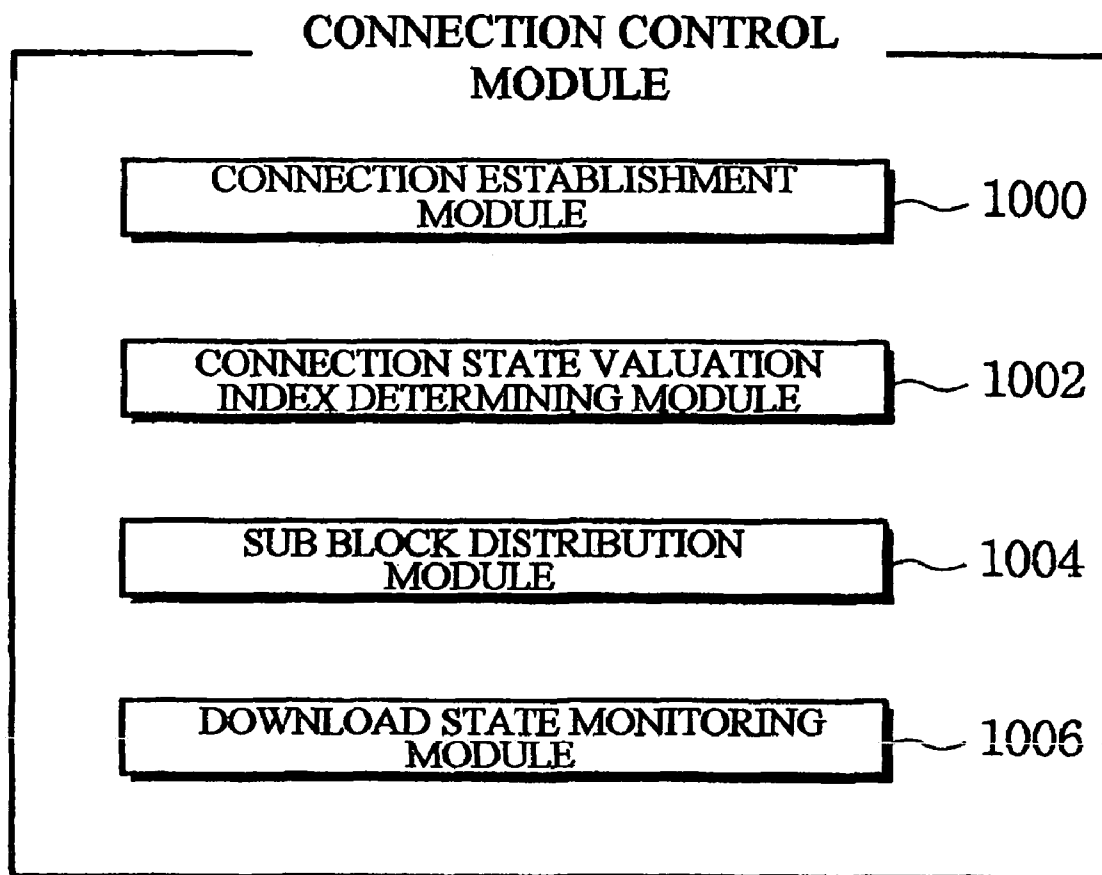 CONNECTION CONTROL
MODULE
CONNECTION ESTABLISHMENT
MODULE
1000
CONNECTION STATE VALUATION
INDEX DETERMINING MODULE
1002
SUB BLOCK DISTRIBUTION
MODULE
1004
DOWNLOAD STATE MONITORING
MODULE
1006